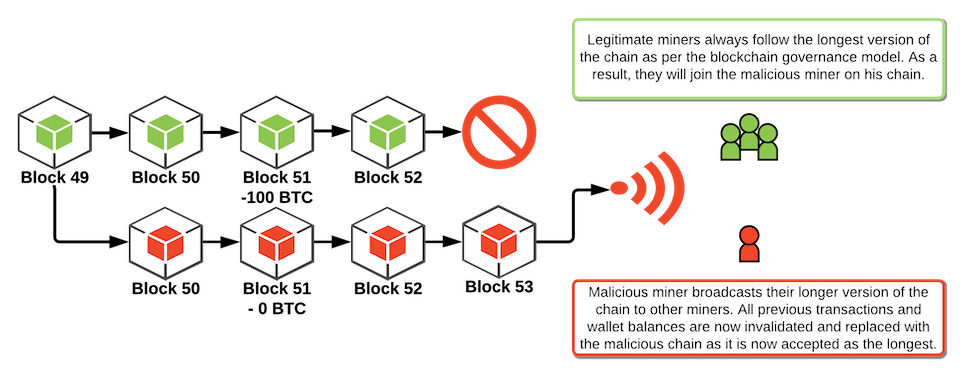 Legitimate miners always follow the longest version of
the chain as per the blockchain governance model. As a
result, they will join the malicious miner on his chain.
Block 49
Block 50
Block 51
-100 BTC
Block 52
Block 50
Block 51
- 0 BTC
Block 52
Block 53
Malicious miner broadcasts their longer version of the
chain to other miners. All previous transactions and
wallet balances are now invalidated and replaced with
the malicious chain as it is now accepted as the longest.